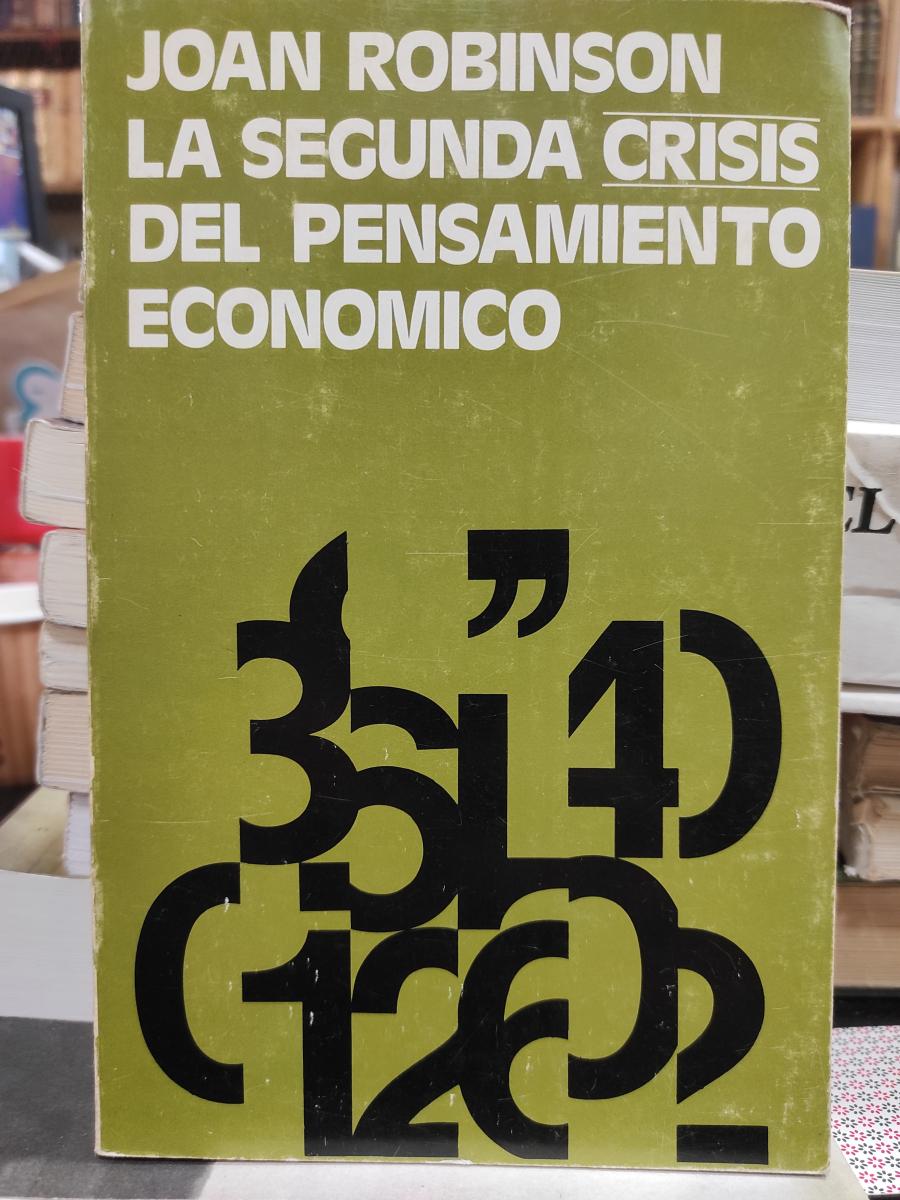 JOAN ROBINSON
LA SEGUNDA CRISIS
DEL PENSAMIENTO
ECONOMICO